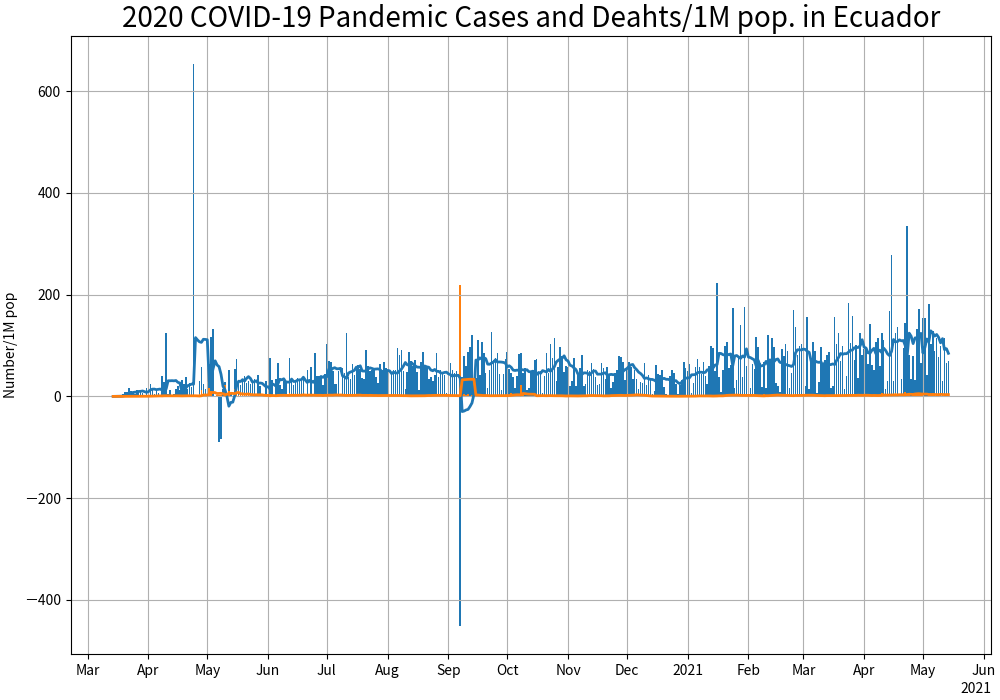 2020 COVID-19 Pandemic Cases and Deahts/1M pop. in Ecuador
Number/1M pop
600
400
200
0
−200
−400
Mar Apr May Jun Jul Aug Sep Oct Nov Dec 2021 Feb Mar Apr May Jun
2021